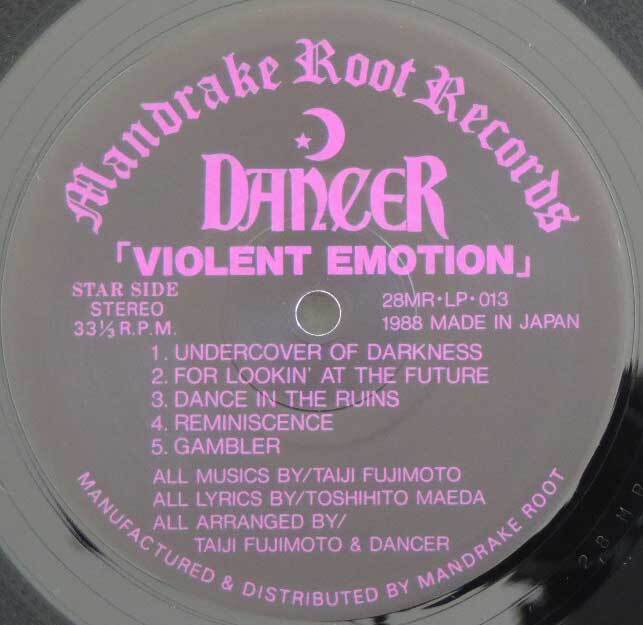 Mandrake Root Records
DANCER
「VIOLENT EMOTION」
STAR SIDE
STEREO
33⅓ R.P.M.
28MR・LP・013
1988 MADE IN JAPAN
1. UNDERCOVER OF DARKNESS
2. FOR LOOKIN' AT THE FUTURE
3. DANCE IN THE RUINS
4. REMINISCENCE
5. GAMBLER
ALL MUSICS BY/TAIJI FUJIMOTO
ALL LYRICS BY/TOSHIHITO MAEDA
ALL ARRANGED BY/
TAIJI FUJIMOTO & DANCER
MANUFACTURED & DISTRIBUTED BY MANDRAKE ROOT